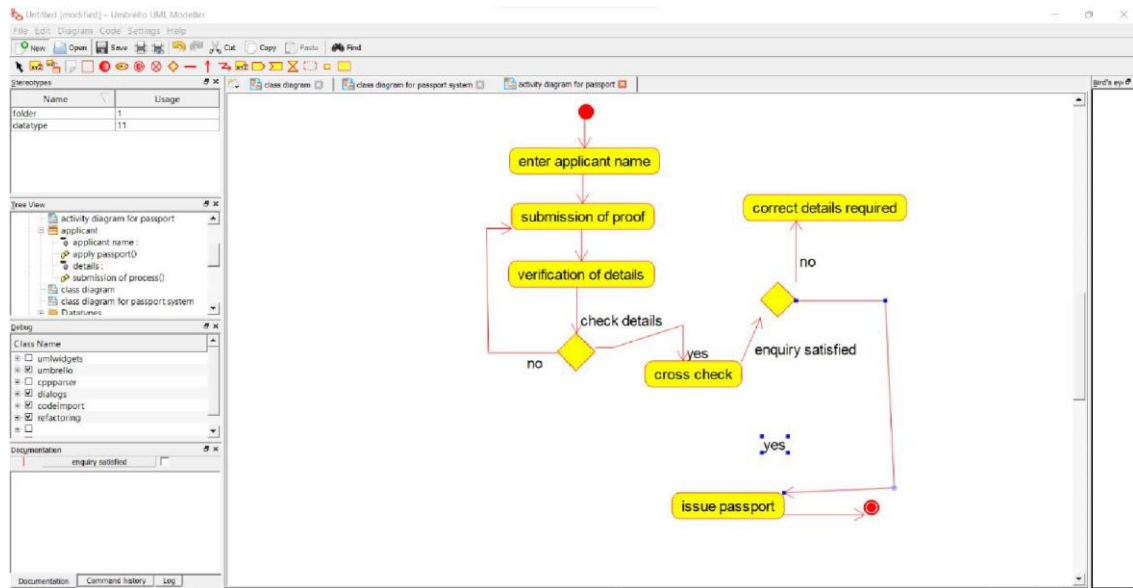 Untitled [modified] – Umbrello UML Modeller
File Edit Diagram Code Settings Help
New Open Save Cut Copy Paste Find
Stereotypes
class diagram class diagram for passport system activity diagram for passport
Name Usage
folder 1
datatype 11
Tree View
activity diagram for passport
applicant
applicant name :
apply passport()
details :
submission of process()
class diagram
class diagram for passport system
Datatypes
Debug
Class Name
umlwidgets
umbrello
cppparser
dialogs
codeimport
refactoring
Documentation
enquiry satisfied
Documentation Command history Log
enter applicant name
submission of proof
verification of details
check details
no
yes
cross check
enquiry satisfied
no
correct details required
yes
issue passport